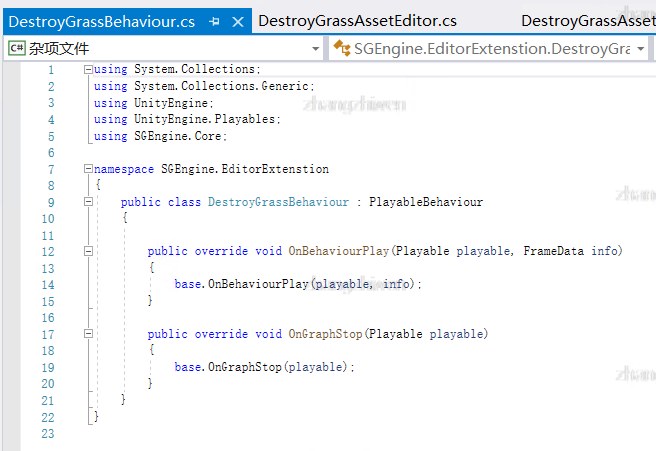 DestroyGrassBehaviour.cs DestroyGrassAssetEditor.cs DestroyGrassAsset
C# 杂项文件 SGEngine.EditorExtenstion.DestroyGra
1 using System.Collections;
2 using System.Collections.Generic;
3 using UnityEngine;
4 using UnityEngine.Playables;
5 using SGEngine.Core;
6
7 namespace SGEngine.EditorExtenstion
8 {
9 public class DestroyGrassBehaviour : PlayableBehaviour
10 {
11
12 public override void OnBehaviourPlay(Playable playable, FrameData info)
13 {
14 base.OnBehaviourPlay(playable, info);
15 }
16
17 public override void OnGraphStop(Playable playable)
18 {
19 base.OnGraphStop(playable);
20 }
21 }
22 }
23